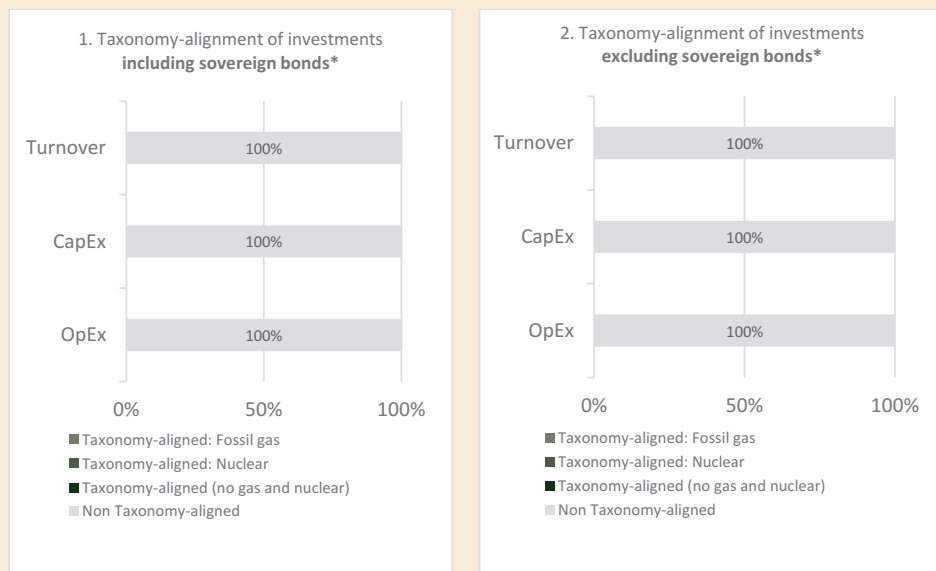 1. Taxonomy-alignment of investments
including sovereign bonds*
Turnover
100%
CapEx
100%
OpEx
100%
0%
50%
100%
Taxonomy-aligned: Fossil gas
Taxonomy-aligned: Nuclear
Taxonomy-aligned (no gas and nuclear)
Non Taxonomy-aligned
2. Taxonomy-alignment of investments
excluding sovereign bonds*
Turnover
100%
CapEx
100%
OpEx
100%
0%
50%
100%
Taxonomy-aligned: Fossil gas
Taxonomy-aligned: Nuclear
Taxonomy-aligned (no gas and nuclear)
Non Taxonomy-aligned